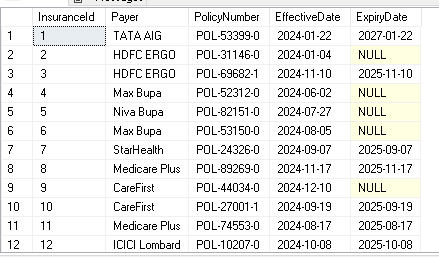 InsuranceId Payer PolicyNumber EffectiveDate ExpiryDate
1 1 TATA AIG POL-53399-0 2024-01-22 2027-01-22
2 2 HDFC ERGO POL-31146-0 2024-01-04 NULL
3 3 HDFC ERGO POL-69682-1 2024-11-10 2025-11-10
4 4 Max Bupa POL-52312-0 2024-06-02 NULL
5 5 Niva Bupa POL-82151-0 2024-07-27 NULL
6 6 Max Bupa POL-53150-0 2024-08-05 NULL
7 7 StarHealth POL-24326-0 2024-09-07 2025-09-07
8 8 Medicare Plus POL-89269-0 2024-11-17 2025-11-17
9 9 CareFirst POL-44034-0 2024-12-10 NULL
10 10 CareFirst POL-27001-1 2024-09-19 2025-09-19
11 11 Medicare Plus POL-74553-0 2024-08-17 2025-08-17
12 12 ICICI Lombard POL-10207-0 2024-10-08 2025-10-08